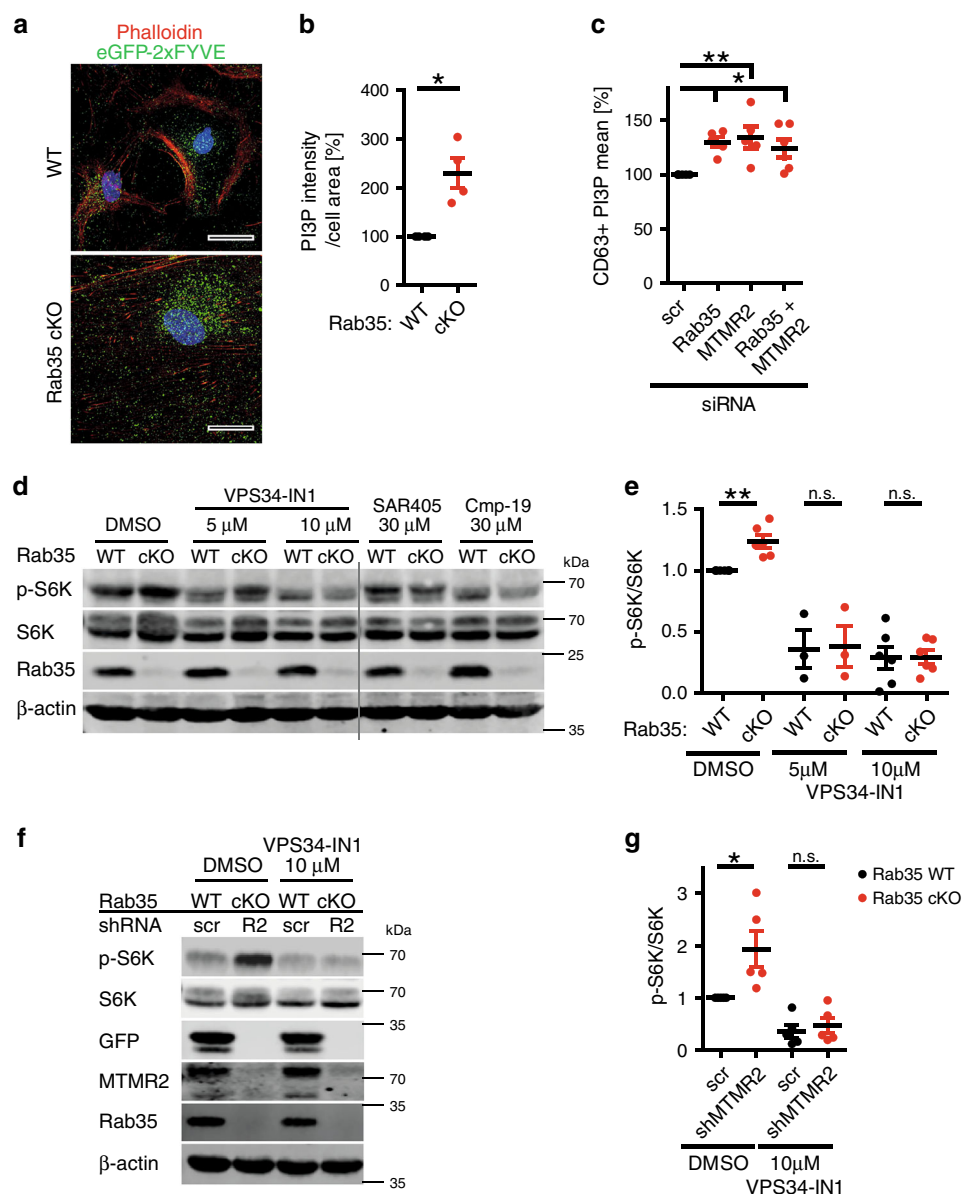 a
Phalloidin
eGFP-2xFYVE
WT
Rab35 cKO
b
*
400
300
200
100
0
PI3P intensity
/cell area [%]
Rab35:
WT
cKO
c
**
*
150
100
50
0
CD63+ PI3P mean [%]
scr
Rab35
MTMR2
Rab35 +
MTMR2
siRNA
d
VPS34-IN1
SAR405
Cmp-19
DMSO
5 μM
10 μM
30 μM
30 μM
Rab35
WT cKO WT cKO WT cKO WT cKO WT cKO
kDa
p-S6K
70
S6K
70
Rab35
25
β-actin
35
e
**
n.s.
n.s.
1.5
1.0
0.5
0.0
p-S6K/S6K
Rab35:
WT
cKO
WT
cKO
WT
cKO
DMSO
5μM
10μM
VPS34-IN1
f
VPS34-IN1
DMSO
10 μM
Rab35
WT cKO WT cKO
shRNA
scr R2 scr R2
kDa
p-S6K
70
S6K
70
GFP
35
MTMR2
70
Rab35
35
β-actin
35
g
*
n.s.
Rab35 WT
Rab35 cKO
3
2
1
0
p-S6K/S6K
scr
shMTMR2
scr
shMTMR2
DMSO
10μM
VPS34-IN1